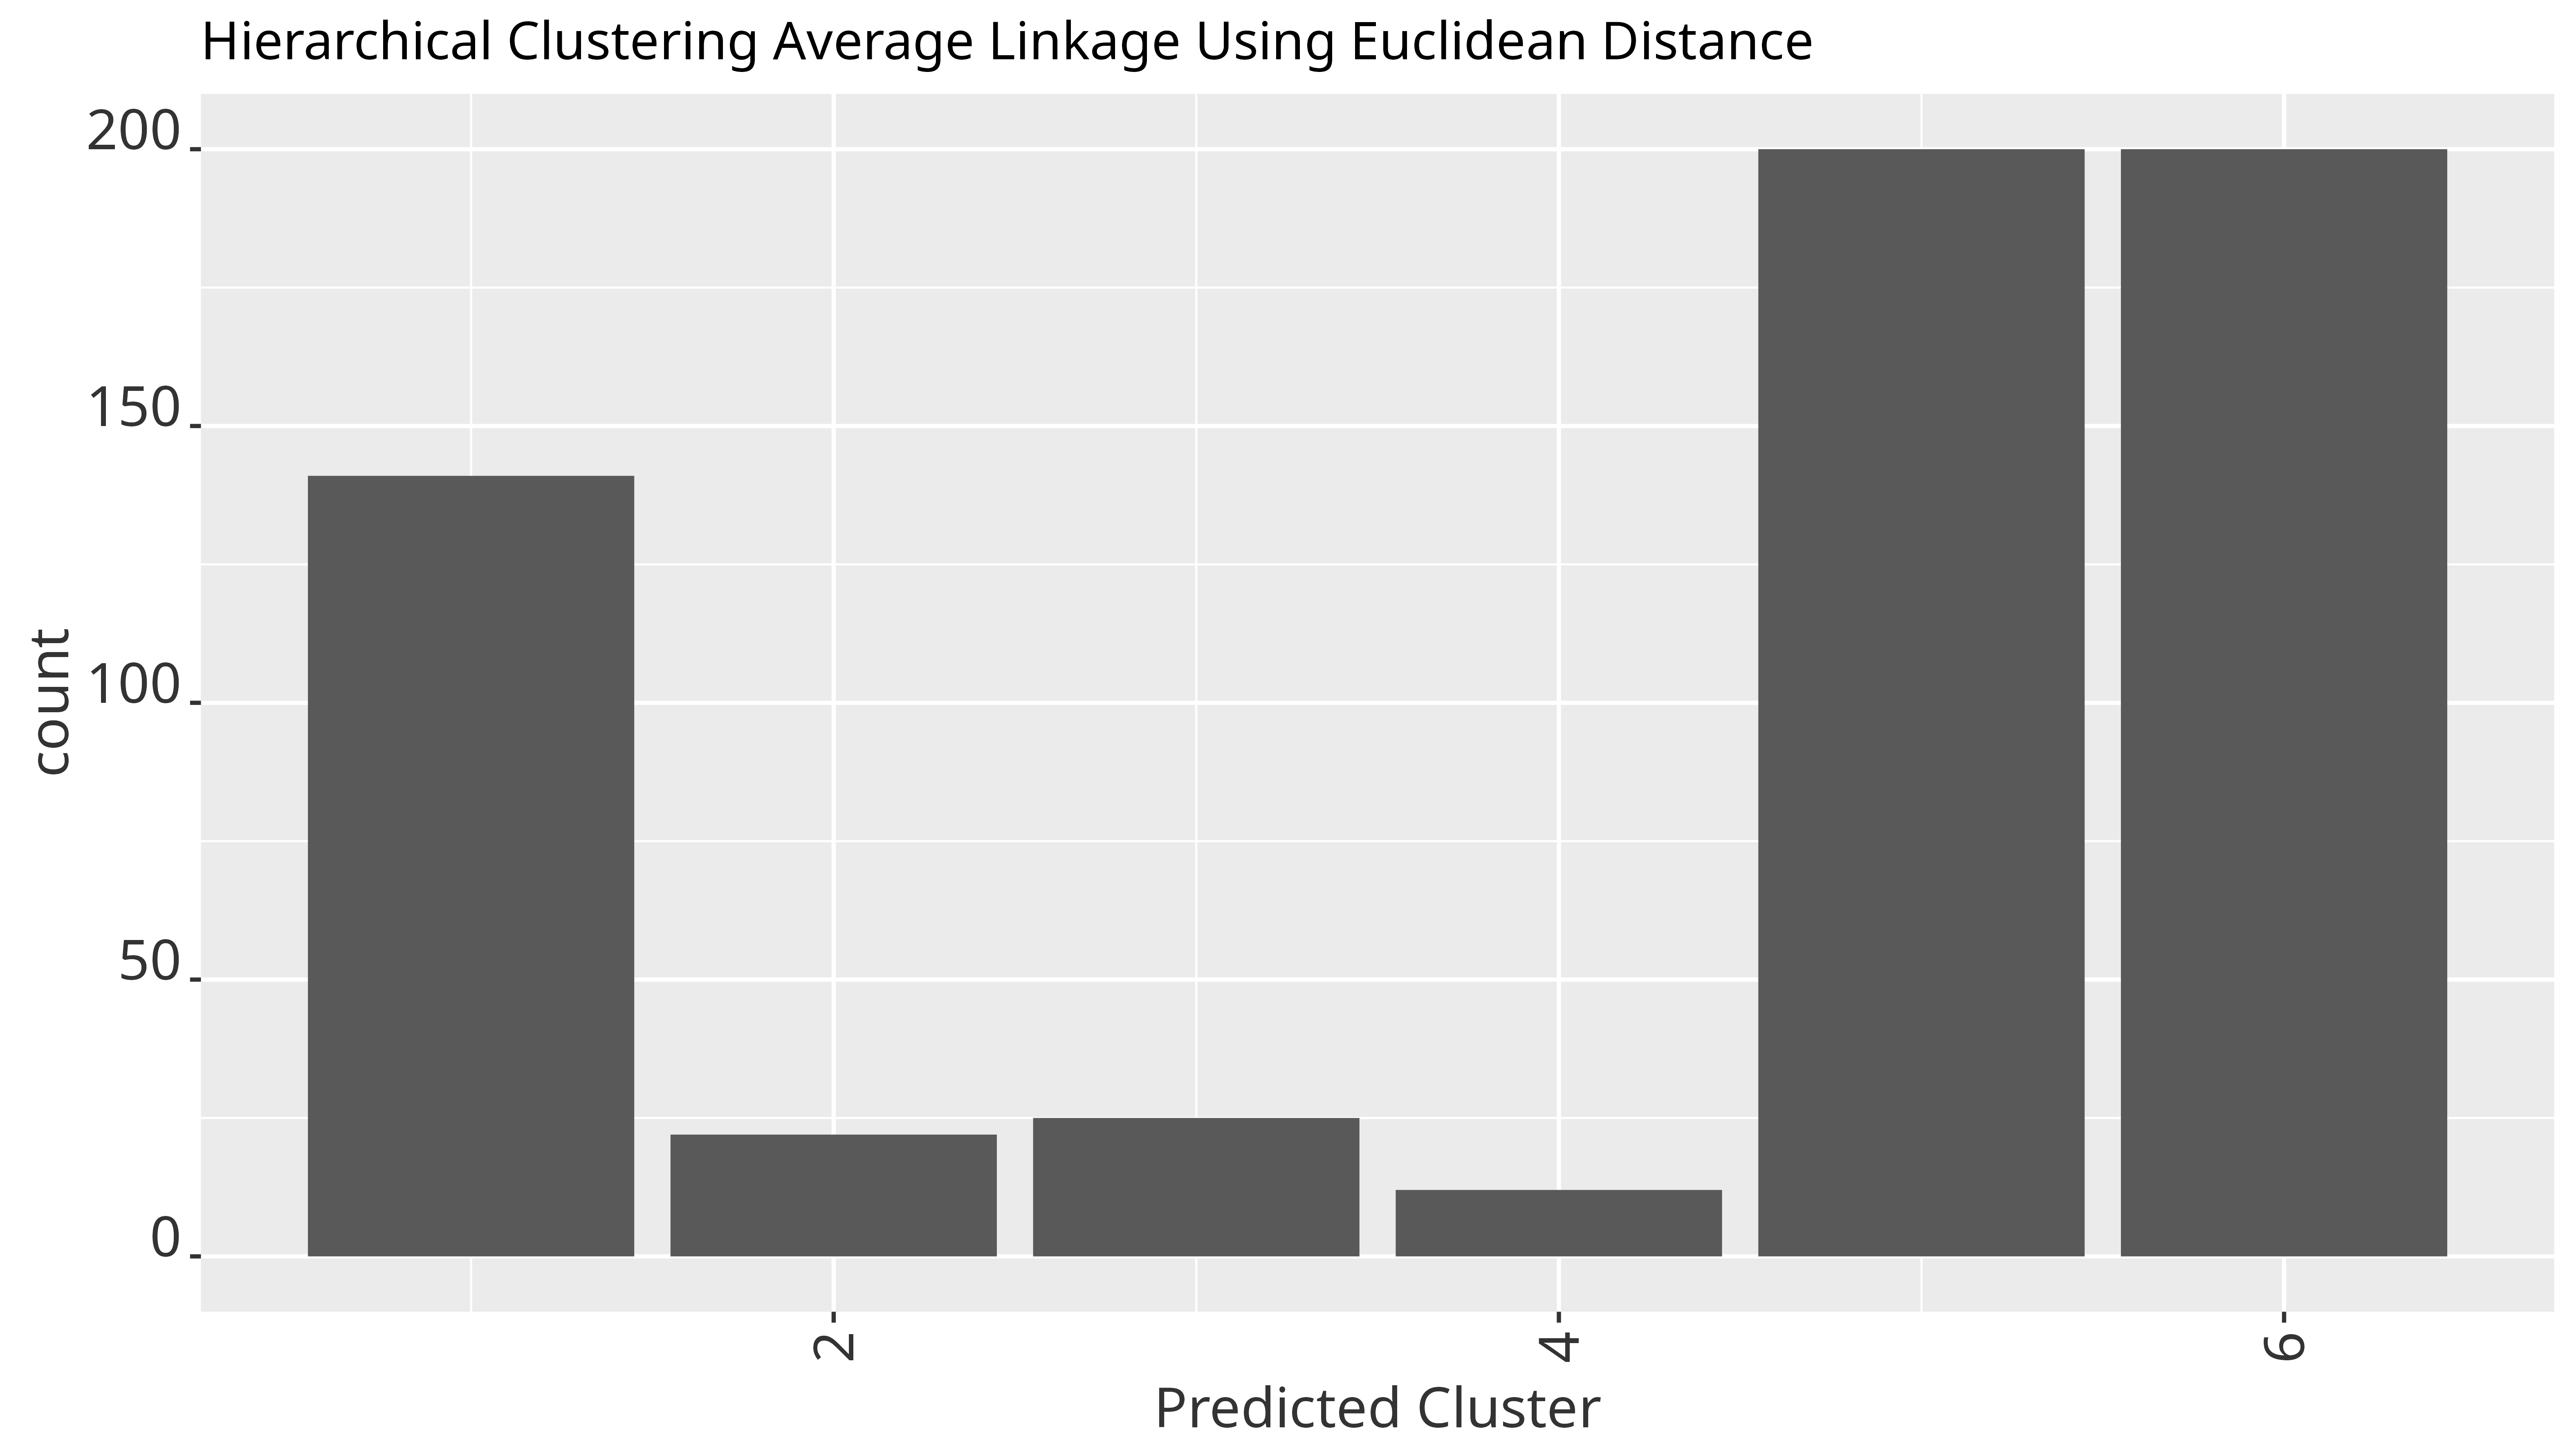 Hierarchical Clustering Average Linkage Using Euclidean Distance
200
150
100
50
0
count
2
4
6
Predicted Cluster